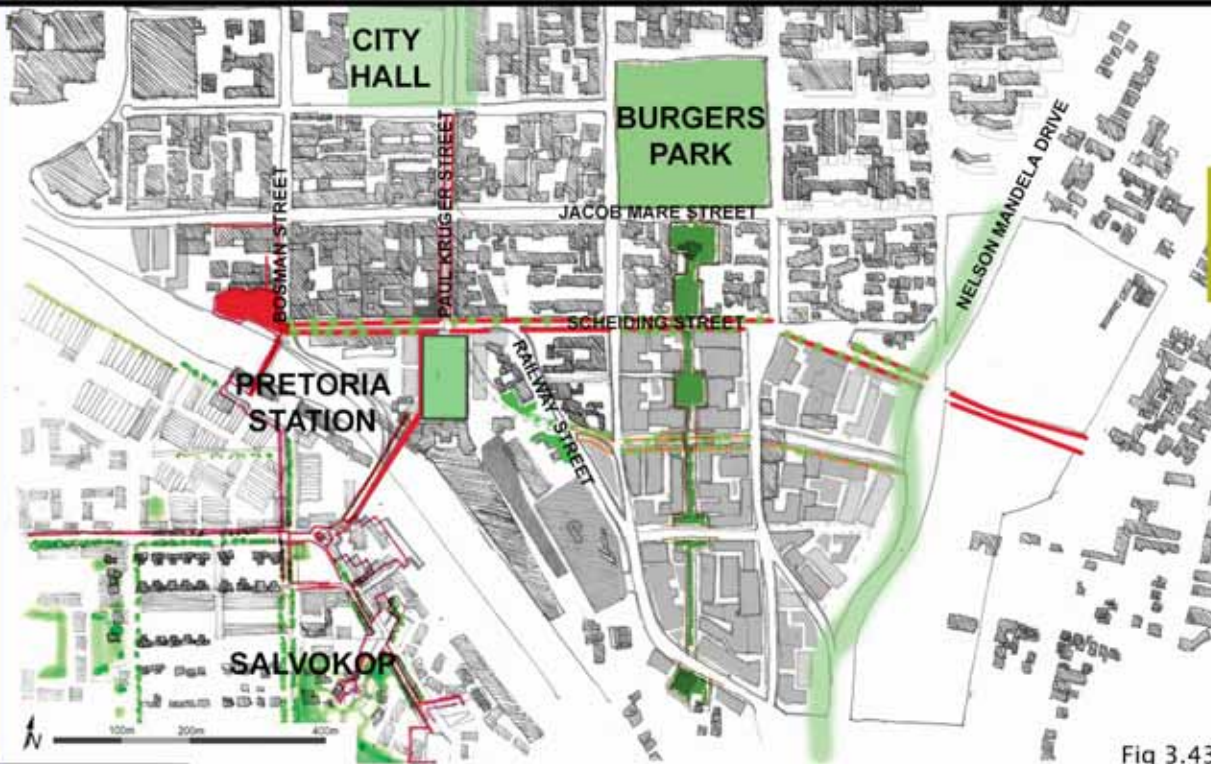 CITY
HALL
BURGERS
PARK
BOSMAN STREET
PAUL KRUGER STREET
JACOB MARE STREET
NELSON MANDELA DRIVE
SCHEIDING STREET
RAILWAY STREET
PRETORIA
STATION
SALVOKOP
N
100m
200m
400m
Fig 3.43